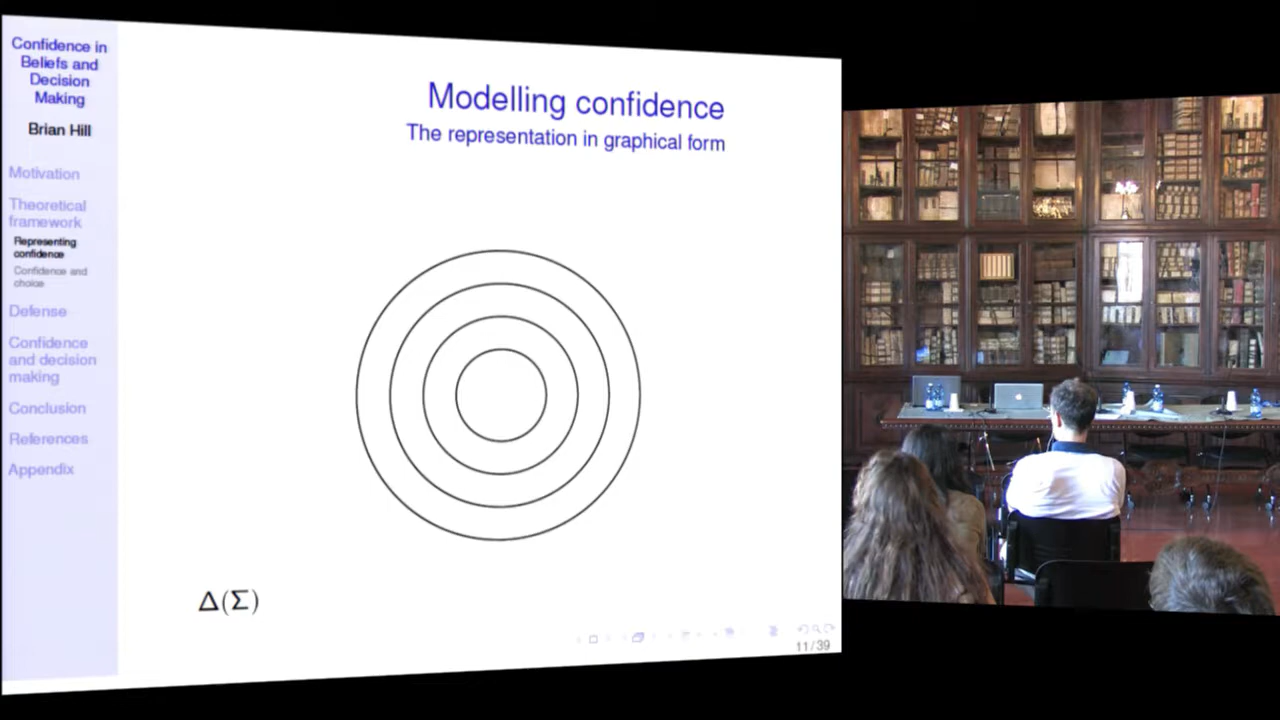 Confidence in
Beliefs and
Decision
Making
Brian Hill
Motivation
Theoretical
framework
Representing
confidence
Confidence and
choice
Defense
Confidence
and decision
making
Conclusion
References
Appendix
Modelling confidence
The representation in graphical form
Δ(Σ)
11/39